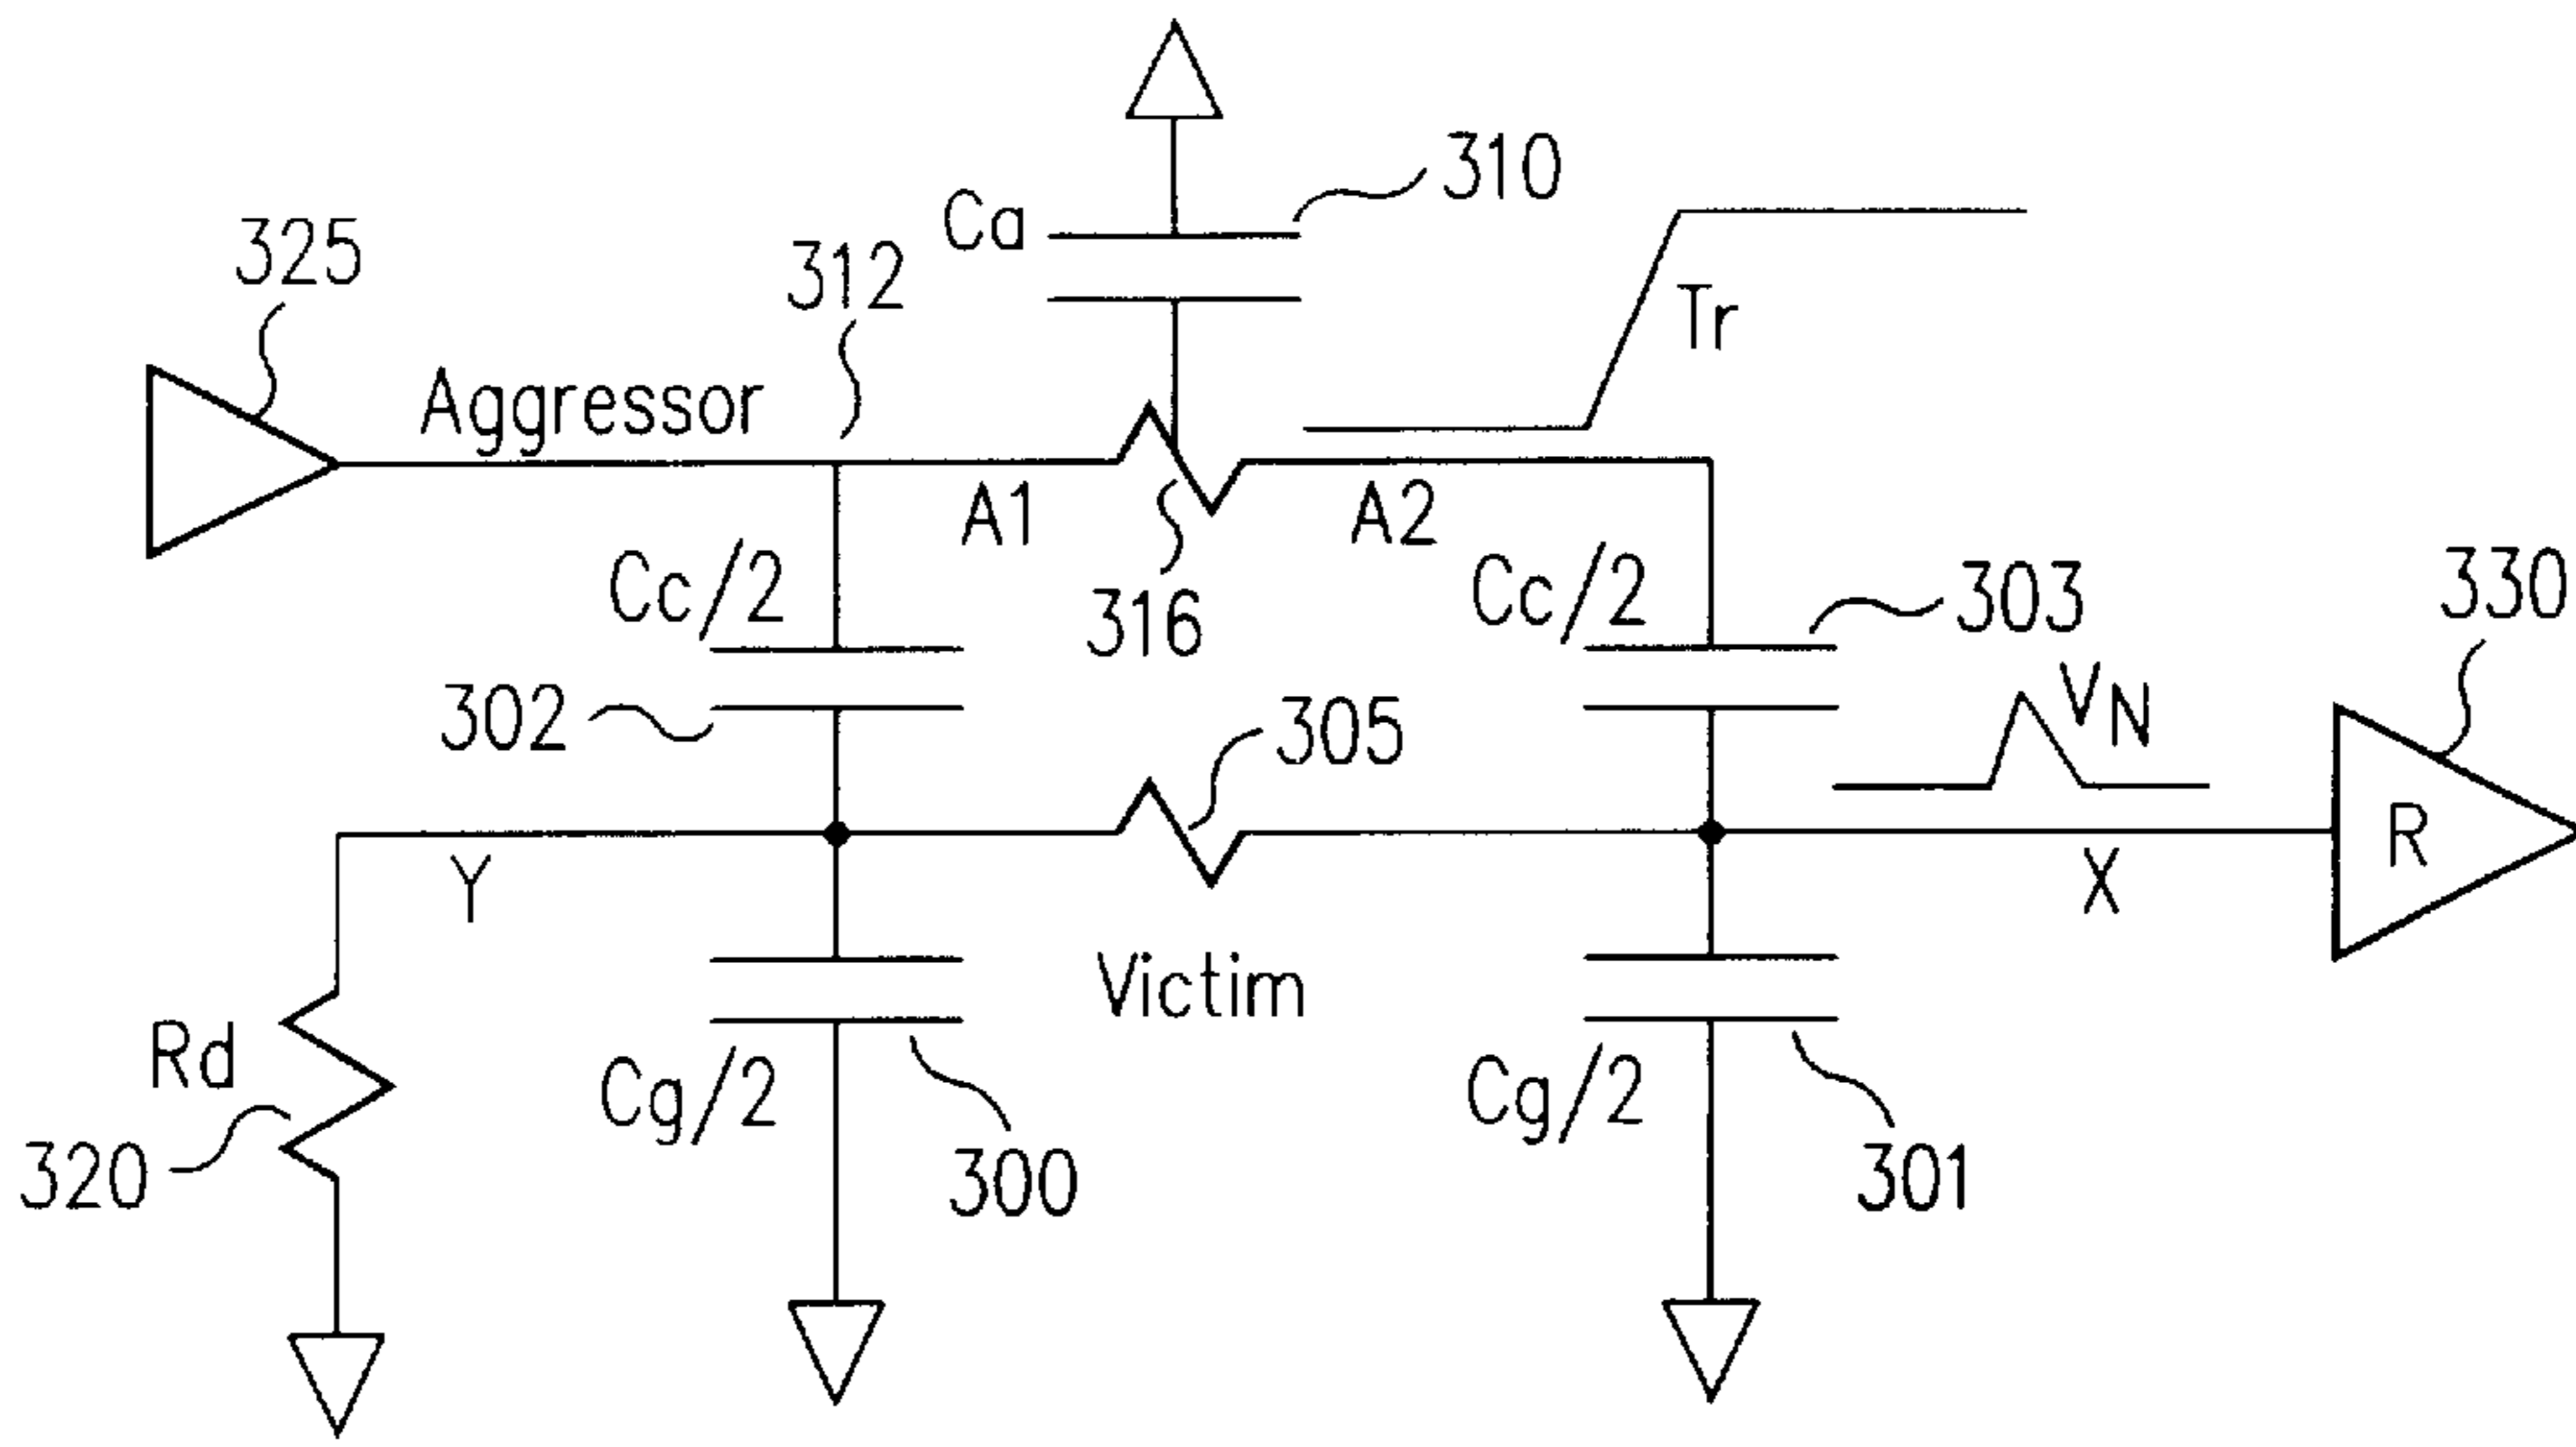 310
Ca
325
312
Tr
Aggressor
A1
A2
Cc/2
316
Cc/2
303
330
302
305
VN
R
Y
X
Victim
Rd
Cg/2
Cg/2
320
300
301